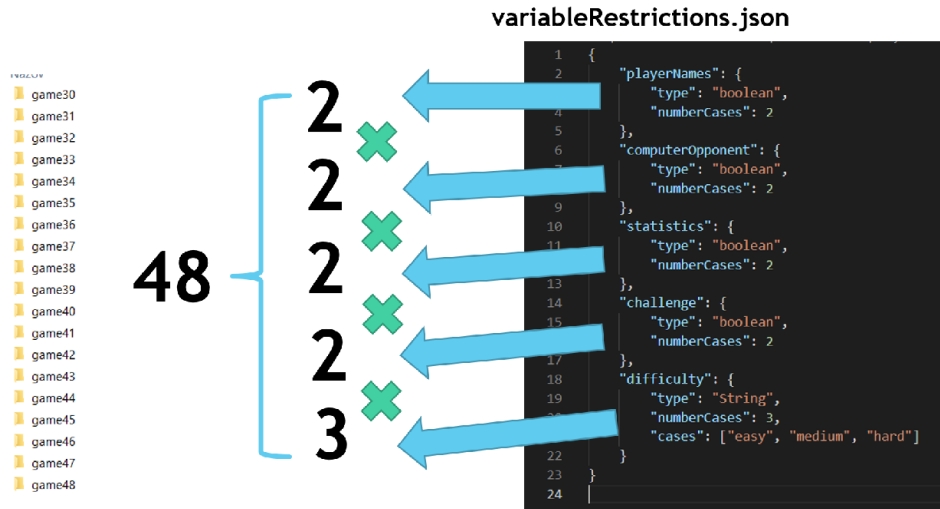 variableRestrictions.json
Názov
game30
game31
game32
game33
game34
game35
game36
game37
game38
game39
game40
game41
game42
game43
game44
game45
game46
game47
game48
48
2
2
2
2
3
1 {
2 "playerNames": {
"type": "boolean",
4 "numberCases": 2
5 },
6 "computerOpponent": {
"type": "boolean",
"numberCases": 2
9 },
10 "statistics": {
11 "type": "boolean",
"numberCases": 2
13 },
14 "challenge": {
15 "type": "boolean",
"numberCases": 2
17 },
18 "difficulty": {
19 "type": "String",
"numberCases": 3,
"cases": ["easy", "medium", "hard"]
22 }
23 }
24